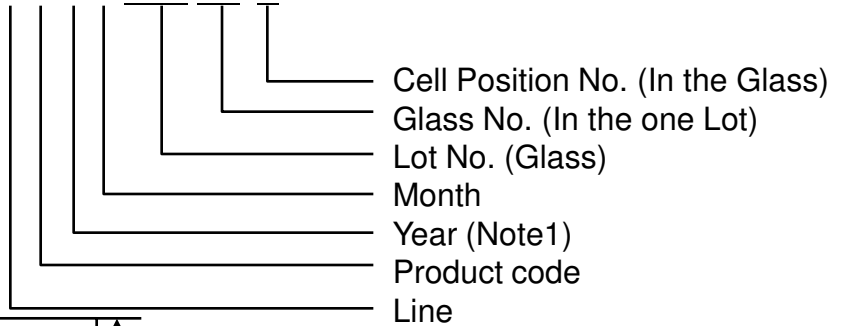 Cell Position No. (In the Glass)
Glass No. (In the one Lot)
Lot No. (Glass)
Month
Year (Note1)
Product code
Line